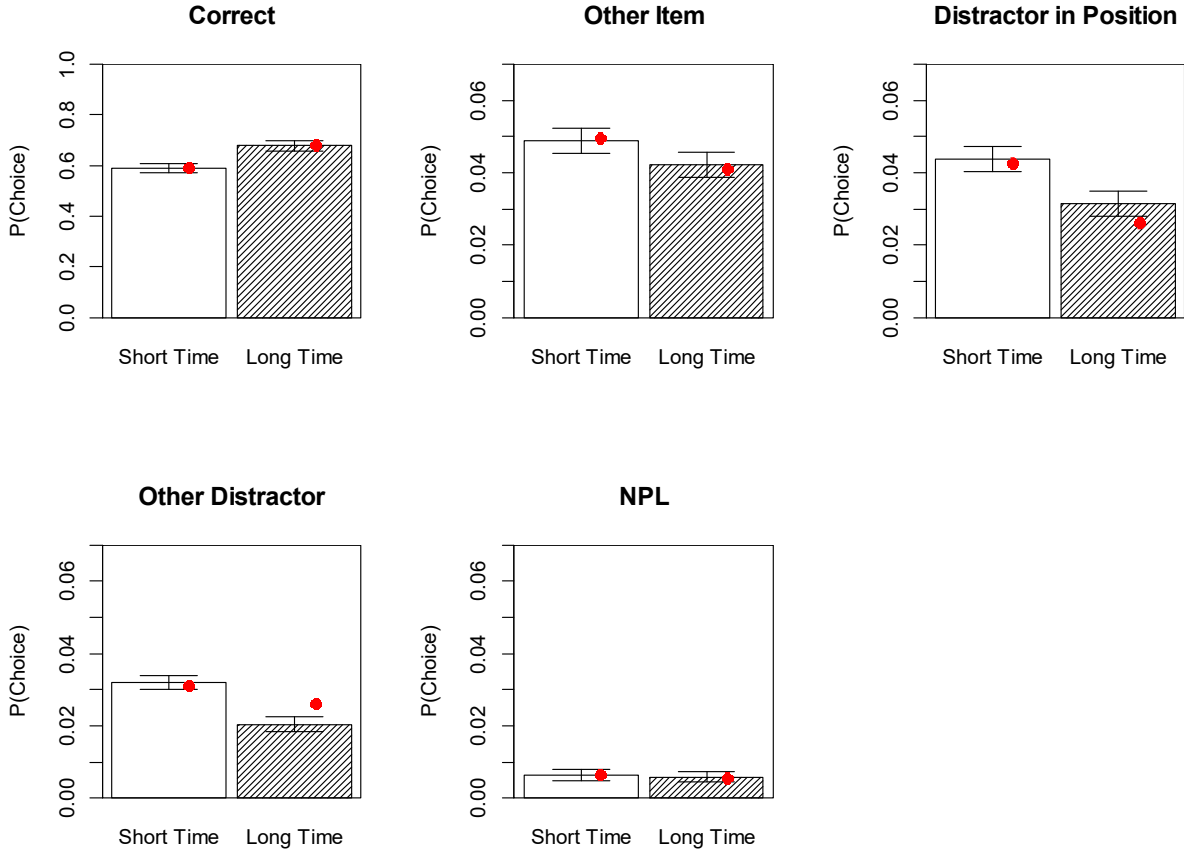 Correct
Other Item
Distractor in Position
P(Choice)
0.0 0.2 0.4 0.6 0.8 1.0
Short Time Long Time
P(Choice)
0.00 0.02 0.04 0.06
Short Time Long Time
P(Choice)
0.00 0.02 0.04 0.06
Short Time Long Time
Other Distractor
NPL
P(Choice)
0.00 0.02 0.04 0.06
Short Time Long Time
P(Choice)
0.00 0.02 0.04 0.06
Short Time Long Time